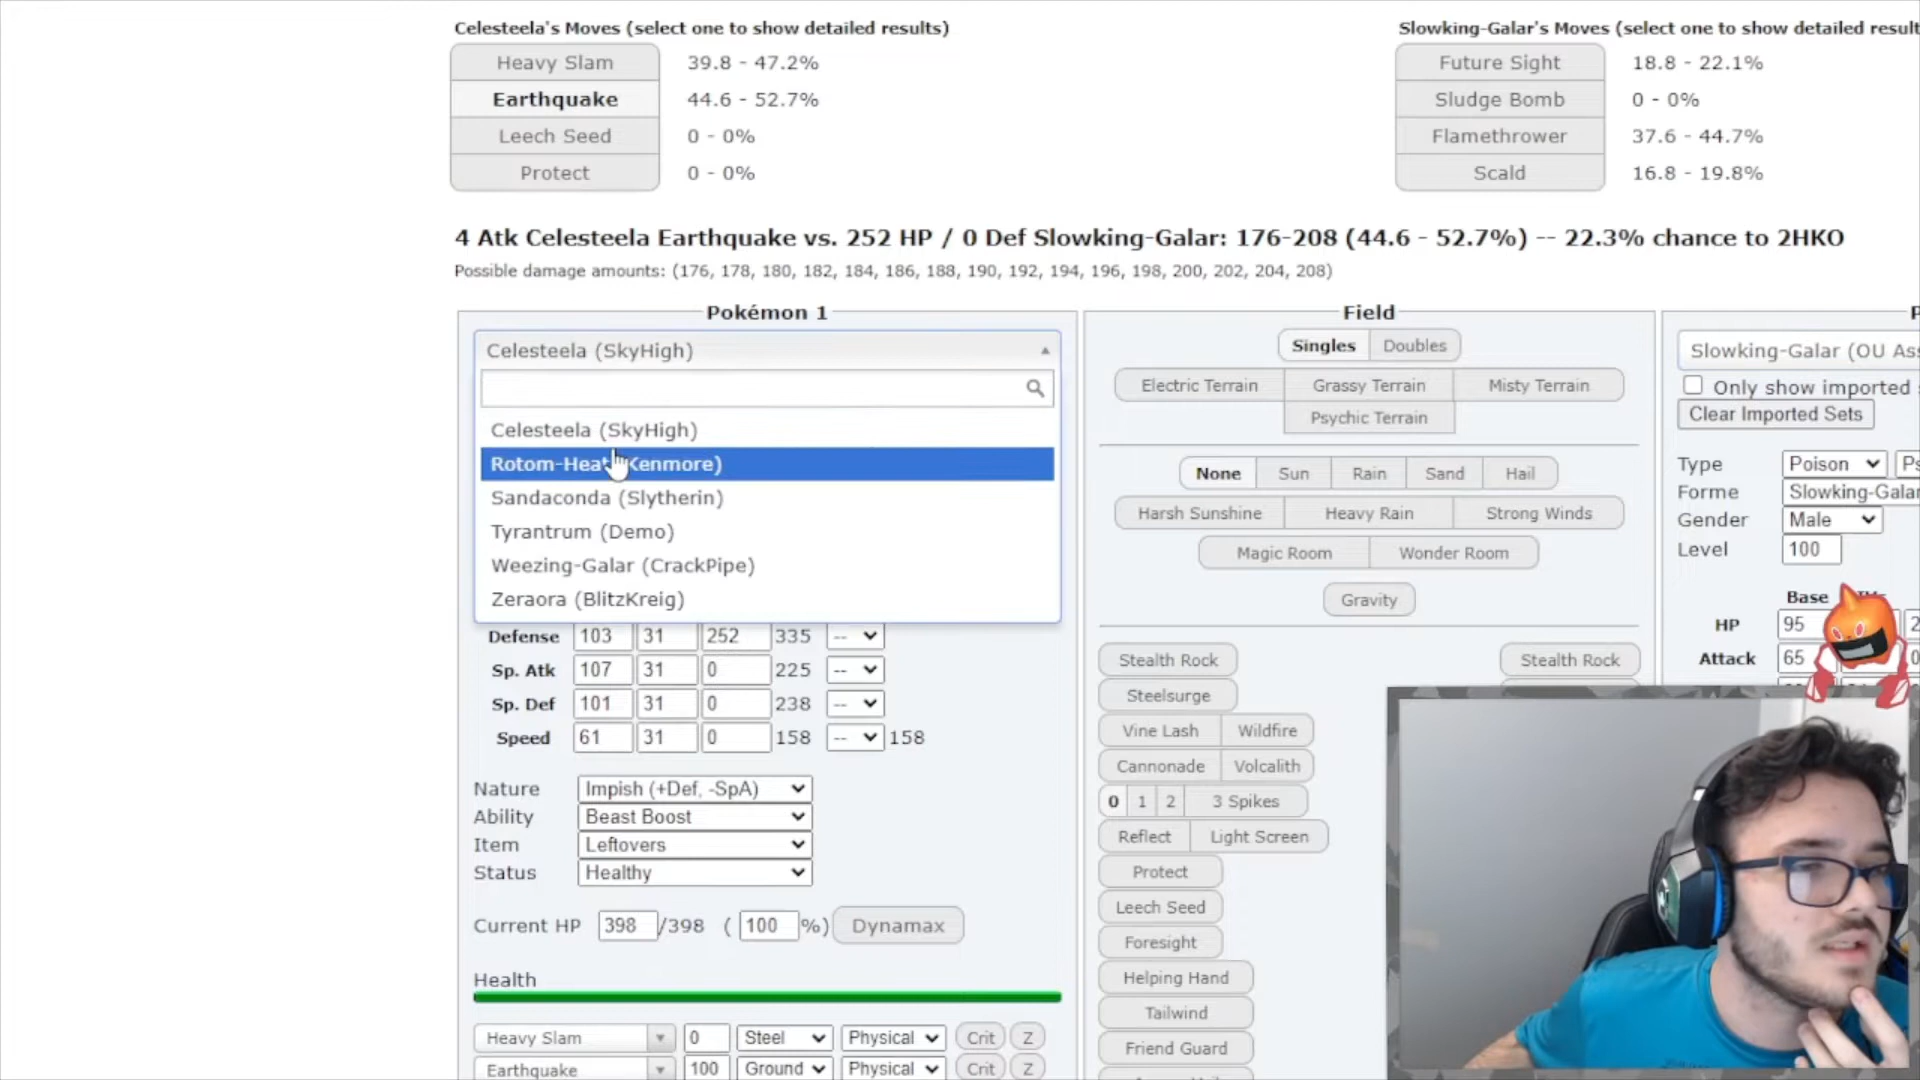 Celesteela's Moves (select one to show detailed results)
Slowking-Galar's Moves (select one to show detailed result
Heavy Slam 39.8 - 47.2%
Future Sight 18.8 - 22.1%
Earthquake 44.6 - 52.7%
Sludge Bomb 0 - 0%
Leech Seed 0 - 0%
Flamethrower 37.6 - 44.7%
Protect 0 - 0%
Scald 16.8 - 19.8%
4 Atk Celesteela Earthquake vs. 252 HP / 0 Def Slowking-Galar: 176-208 (44.6 - 52.7%) -- 22.3% chance to 2HKO
Possible damage amounts: (176, 178, 180, 182, 184, 186, 188, 190, 192, 194, 196, 198, 200, 202, 204, 208)
Pokémon 1
Celesteela (SkyHigh)
Celesteela (SkyHigh)
Rotom-Heat (Kenmore)
Sandaconda (Slytherin)
Tyrantrum (Demo)
Weezing-Galar (CrackPipe)
Zeraora (BlitzKreig)
Defense 103 31 252 335 --
Sp. Atk 107 31 0 225 --
Sp. Def 101 31 0 238 --
Speed 61 31 0 158 -- 158
Nature Impish (+Def, -SpA)
Ability Beast Boost
Item Leftovers
Status Healthy
Current HP 398 /398 ( 100 %) Dynamax
Health
Heavy Slam 0 Steel Physical Crit Z
Earthquake 100 Ground Physical Crit Z
Field
Singles Doubles
Electric Terrain Grassy Terrain Misty Terrain
Psychic Terrain
None Sun Rain Sand Hail
Harsh Sunshine Heavy Rain Strong Winds
Magic Room Wonder Room
Gravity
Stealth Rock Stealth Rock
Steelsurge
Vine Lash Wildfire
Cannonade Volcalith
0 1 2 3 Spikes
Reflect Light Screen
Protect
Leech Seed
Foresight
Helping Hand
Tailwind
Friend Guard
P
Slowking-Galar (OU Ass
Only show imported s
Clear Imported Sets
Type Poison Ps
Forme Slowking-Galar
Gender Male
Level 100
Base
HP 95 2
Attack 65 0